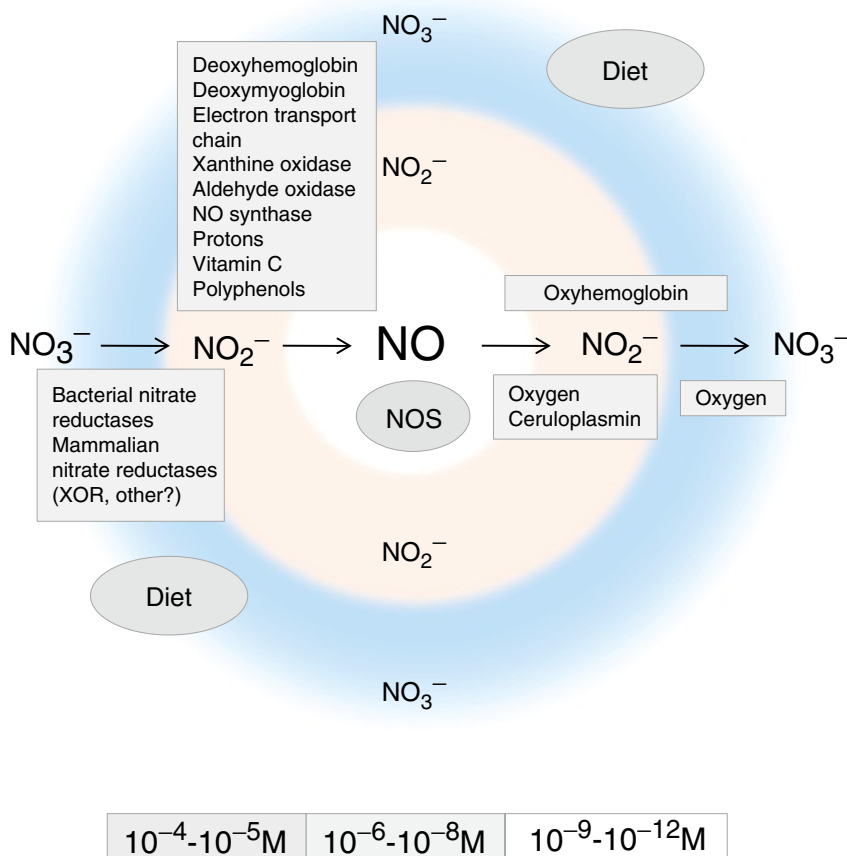 NO₃⁻
Diet
Deoxyhemoglobin
Deoxymyoglobin
Electron transport
chain
Xanthine oxidase
Aldehyde oxidase
NO synthase
Protons
Vitamin C
Polyphenols
NO₂⁻
Oxyhemoglobin
NO₃⁻ → NO₂⁻ → NO → NO₂⁻ → NO₃⁻
Bacterial nitrate
reductases
Mammalian
nitrate reductases
(XOR, other?)
NOS
Oxygen
Ceruloplasmin
Oxygen
NO₂⁻
Diet
NO₃⁻
10⁻⁴-10⁻⁵M 10⁻⁶-10⁻⁸M 10⁻⁹-10⁻¹²M